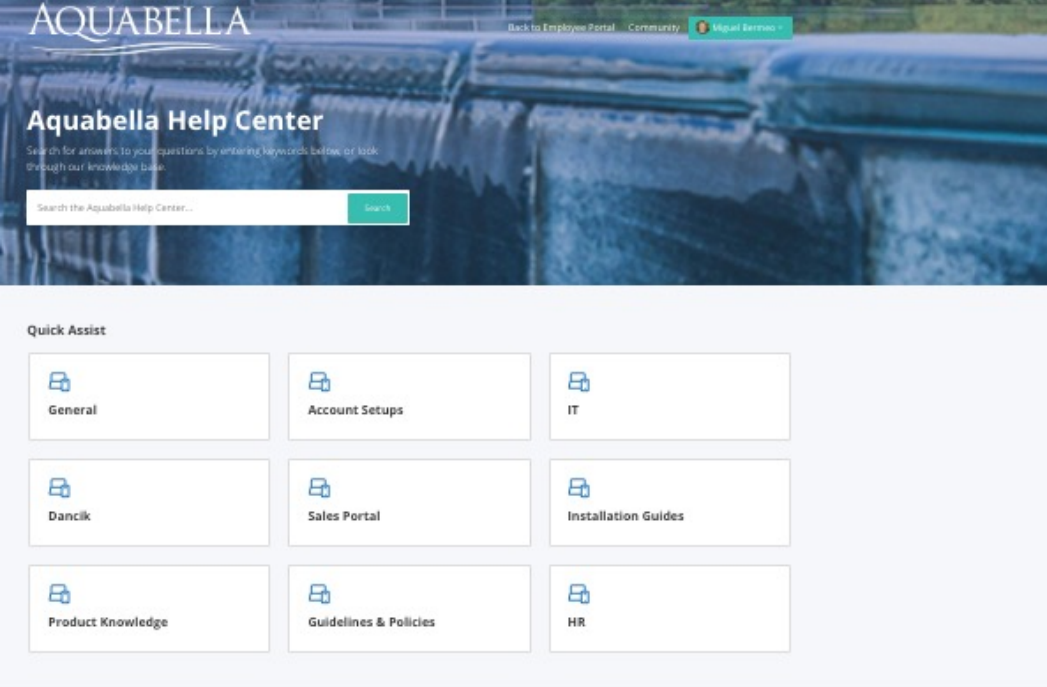 AQUABELLA
Back to Employee Portal Community Miguel Bermeo
Aquabella Help Center
Search for answers to your questions by entering keywords below, or look
through our knowledge base.
Search the Aquabella Help Center... Search
Quick Assist
General Account Setups IT
Dancik Sales Portal Installation Guides
Product Knowledge Guidelines & Policies HR